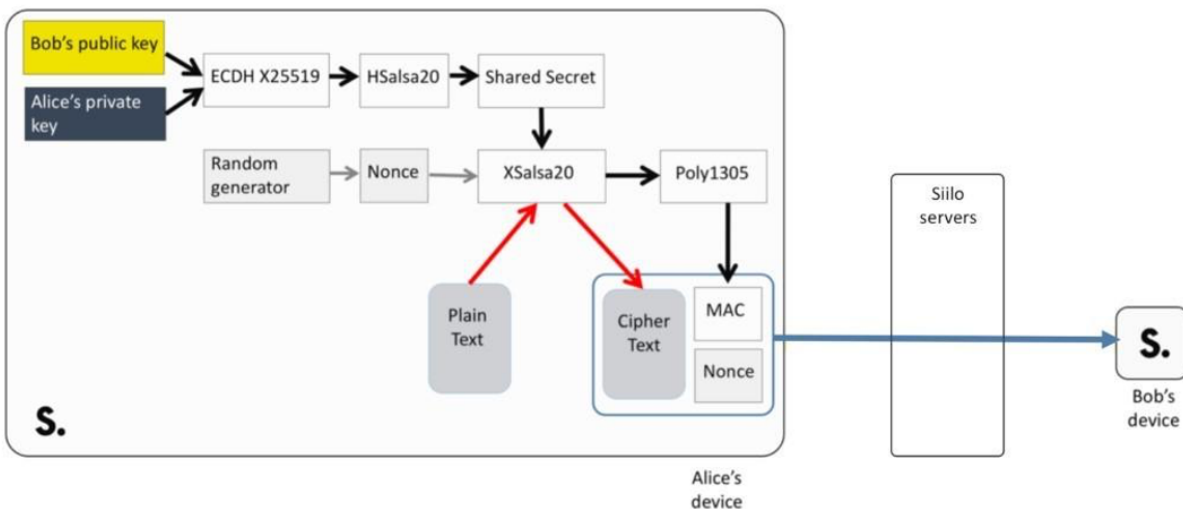 Bob's public key
Alice's private
key
ECDH X25519
HSalsa20
Shared Secret
Random
generator
Nonce
XSalsa20
Poly1305
Siilo
servers
Plain
Text
Cipher
Text
MAC
Nonce
S.
S.
Bob's
device
Alice's
device